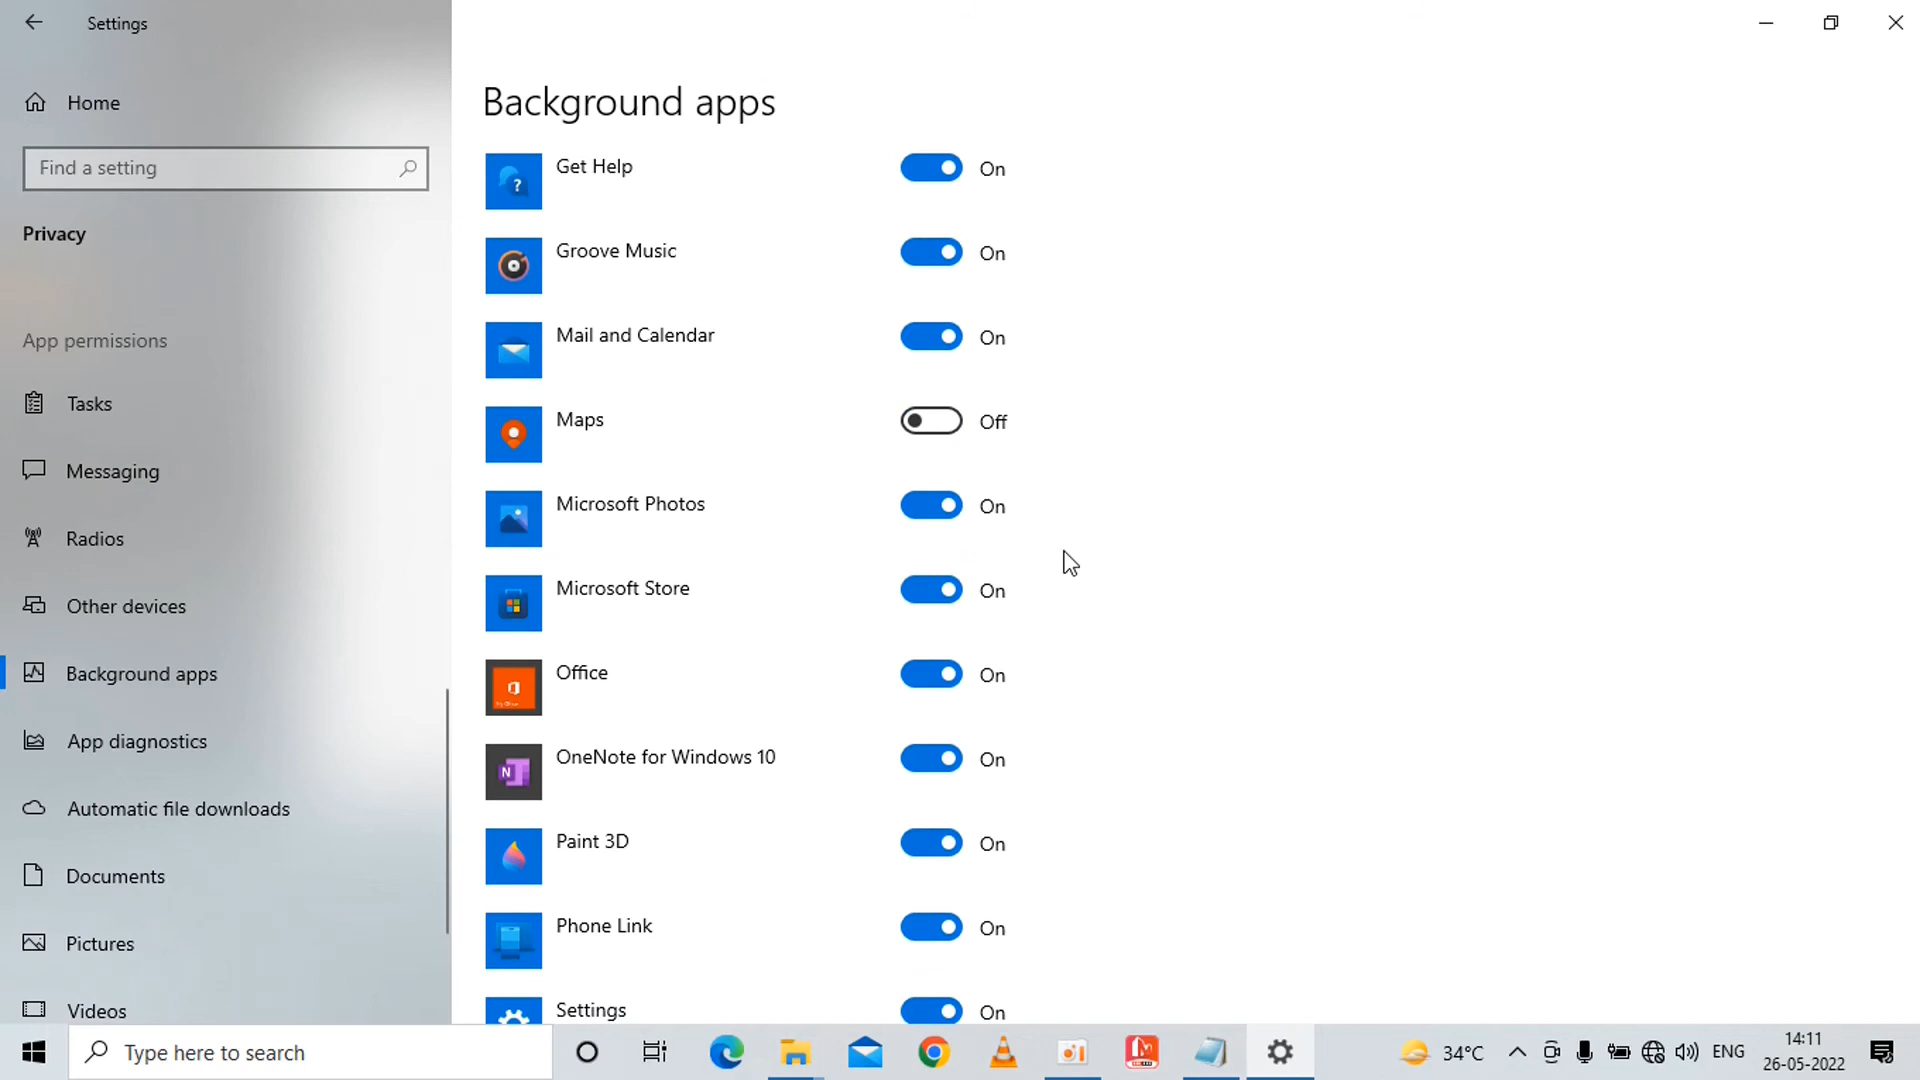 Settings
Home
Find a setting
Privacy
App permissions
Tasks
Messaging
Radios
Other devices
Background apps
App diagnostics
Automatic file downloads
Documents
Pictures
Videos
Background apps
Get Help On
Groove Music On
Mail and Calendar On
Maps Off
Microsoft Photos On
Microsoft Store On
Office On
OneNote for Windows 10 On
Paint 3D On
Phone Link On
Settings On
Type here to search
34°C
ENG
14:11
26-05-2022